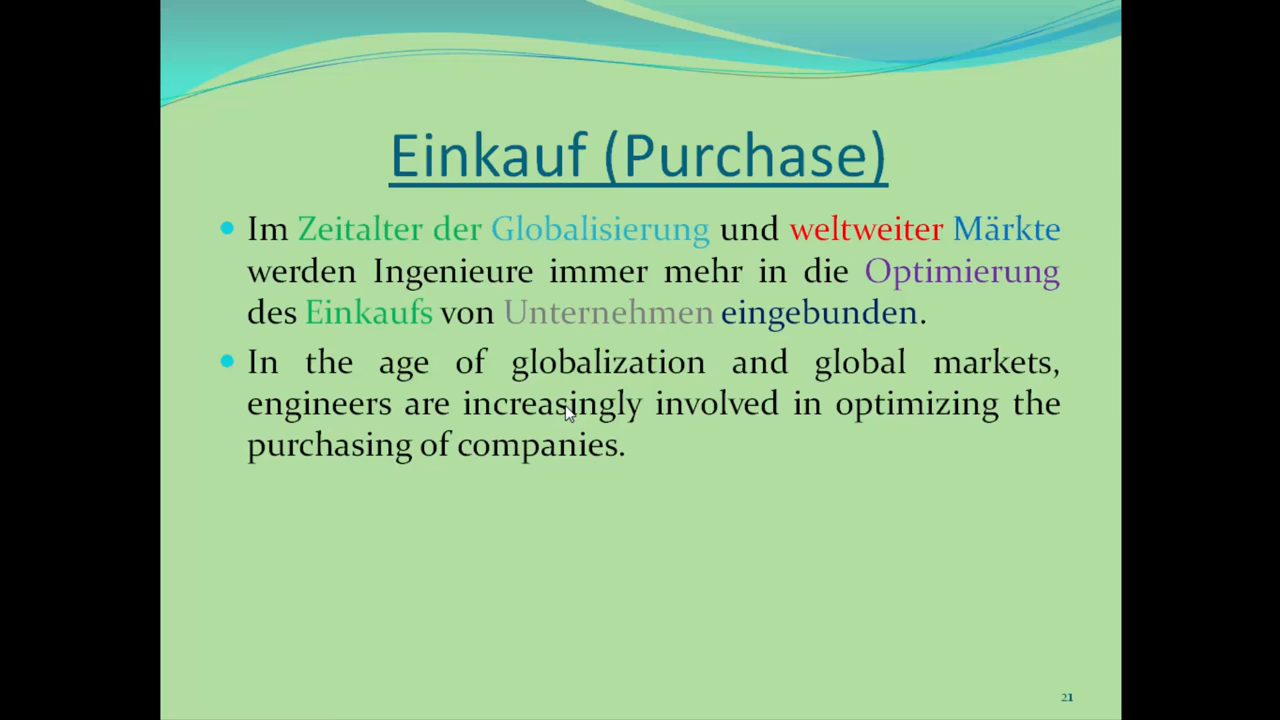 Einkauf (Purchase)
Im Zeitalter der Globalisierung und weltweiter Märkte
werden Ingenieure immer mehr in die Optimierung
des Einkaufs von Unternehmen eingebunden.
In the age of globalization and global markets,
engineers are increasingly involved in optimizing the
purchasing of companies.
21